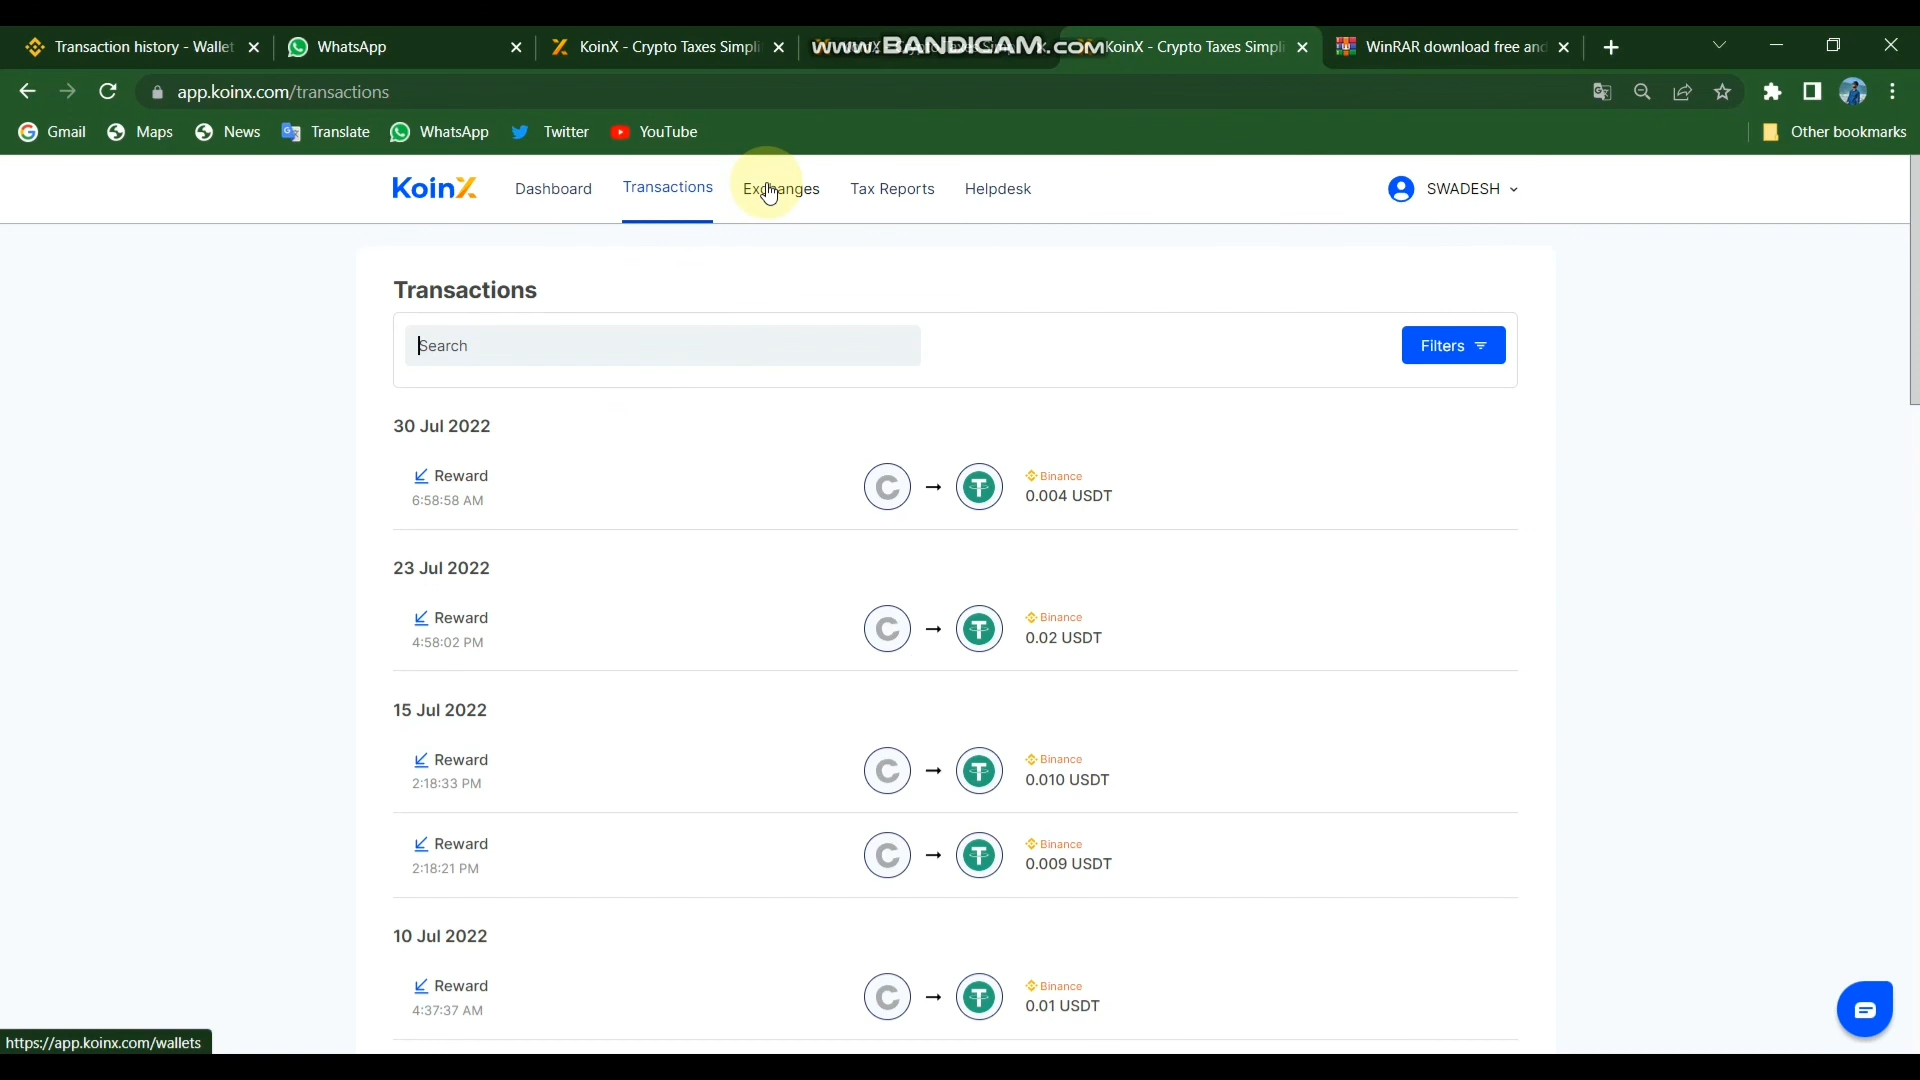 Transaction history - Wallet
WhatsApp
KoinX - Crypto Taxes Simpli
www.BANDICAM.com
KoinX - Crypto Taxes Simpli
WinRAR download free and
app.koinx.com/transactions
Gmail
Maps
News
Translate
WhatsApp
Twitter
YouTube
Other bookmarks
KoinX
Dashboard
Transactions
Exchanges
Tax Reports
Helpdesk
SWADESH
Transactions
Search
Filters
30 Jul 2022
Reward
6:58:58 AM
Binance
0.004 USDT
23 Jul 2022
Reward
4:58:02 PM
Binance
0.02 USDT
15 Jul 2022
Reward
2:18:33 PM
Binance
0.010 USDT
Reward
2:18:21 PM
Binance
0.009 USDT
10 Jul 2022
Reward
4:37:37 AM
Binance
0.01 USDT
https://app.koinx.com/wallets